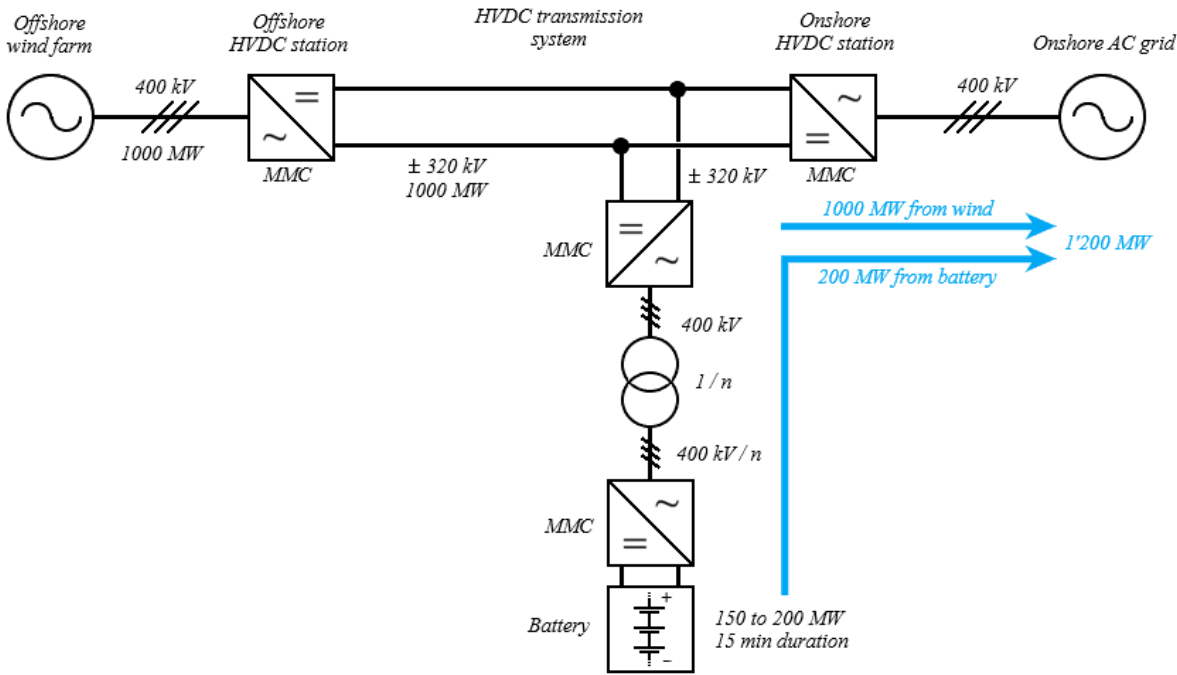 Offshore
wind farm
Offshore
HVDC station
HVDC transmission
system
Onshore
HVDC station
Onshore AC grid
400 kV
1000 MW
MMC
± 320 kV
1000 MW
± 320 kV
MMC
400 kV
1000 MW from wind
1'200 MW
200 MW from battery
MMC
400 kV
1 / n
400 kV / n
MMC
Battery
+
–
150 to 200 MW
15 min duration